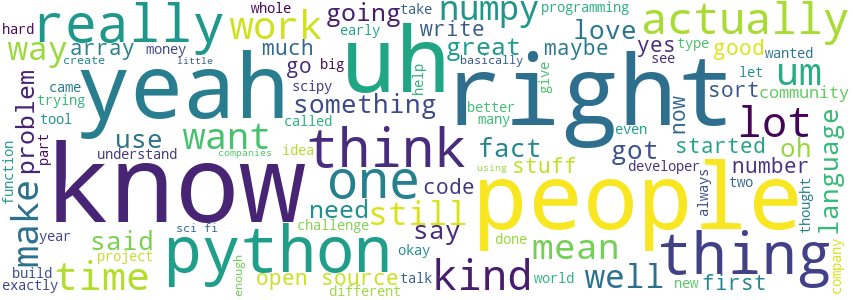 hard
whole
going
take
numpy
programming
really
work
early
write
love
actually
way
array
money
much
great
maybe
yes
type
good
wanted
create
little
uh
basically
see
yeah
go
big
help
give
right
um
let
came
scipy
something
better
sort
community
trying
many
now
problem
tool
use
called
want
think
fact
got
started
lot
oh
even
part
understand
companies
idea
stuff
developer
number
function
know
one
code
using
people
always
two
language
make
year
sci fi
need
still
challenge
say
done
mean
thing
thought
said
python
okay
time
project
kind
well
new
first
build
enough
open source
talk
world
exactly
different
company